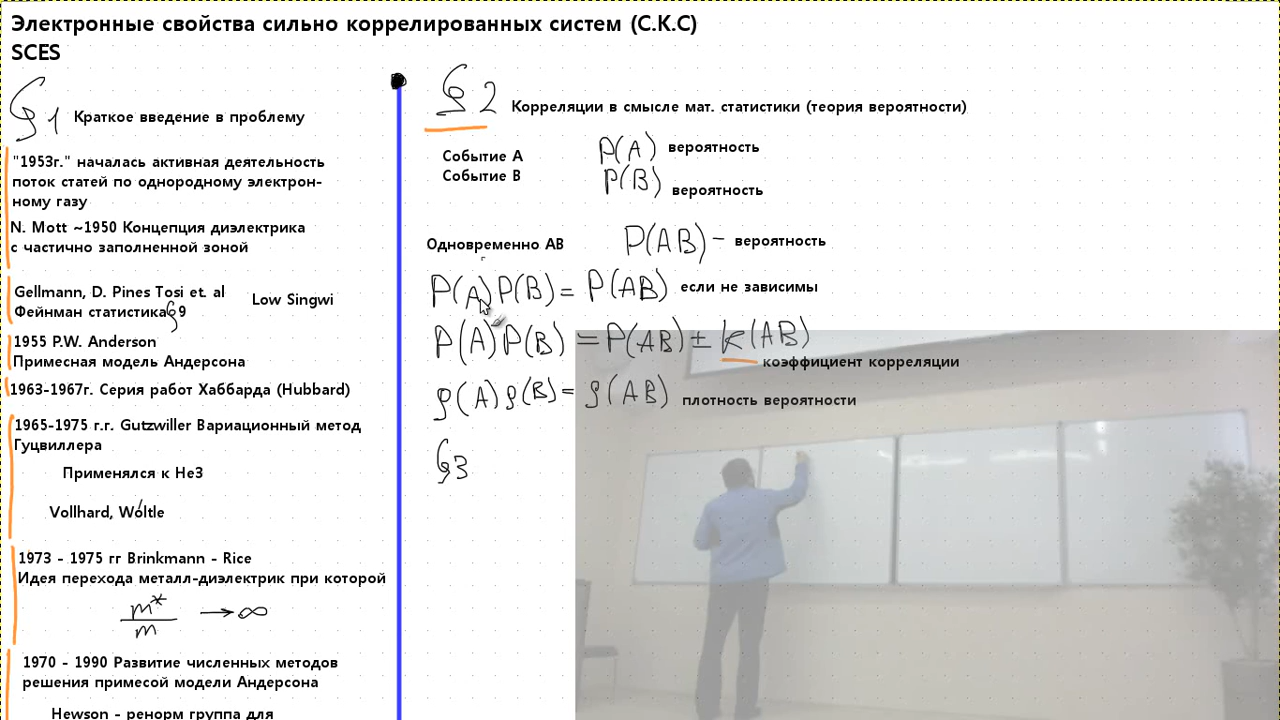 Электронные свойства сильно коррелированных систем (С.К.С)
SCES
§ 1 Краткое введение в проблему
"1953г." началась активная деятельность
поток статей по однородному электрон-
ному газу
N. Mott ~1950 Концепция диэлектрика
с частично заполненной зоной
Gellmann, D. Pines Tosi et. al Low Singwi
Фейнман статистика §9
1955 P.W. Anderson
Примесная модель Андерсона
1963-1967г. Серия работ Хаббарда (Hubbard)
1965-1975 г.г. Gutzwiller Вариационный метод
Гуцвиллера
Применялся к He3
Vollhard, Woltle
1973 - 1975 гг Brinkmann - Rice
Идея перехода металл-диэлектрик при которой
m*/m → ∞
1970 - 1990 Развитие численных методов
решения примесой модели Андерсона
Hewson - ренорм группа для
§ 2 Корреляции в смысле мат. статистики (теория вероятности)
Событие А P(A) вероятность
Событие В P(B) вероятность
Одновременно АВ P(AB) - вероятность
P(A)P(B) = P(AB) если не зависимы
P(A)P(B) = P(AB) ± K(AB)
коэффициент корреляции
ρ(A)ρ(B) = ρ(AB) плотность вероятности
§3